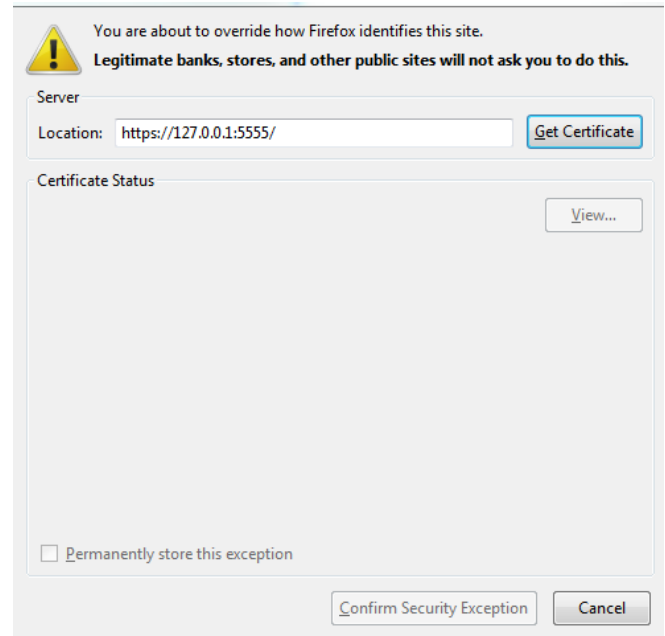 You are about to override how Firefox identifies this site.
Legitimate banks, stores, and other public sites will not ask you to do this.
Server
Location: https://127.0.0.1:5555/ Get Certificate
Certificate Status
View...
Permanently store this exception
Confirm Security Exception Cancel